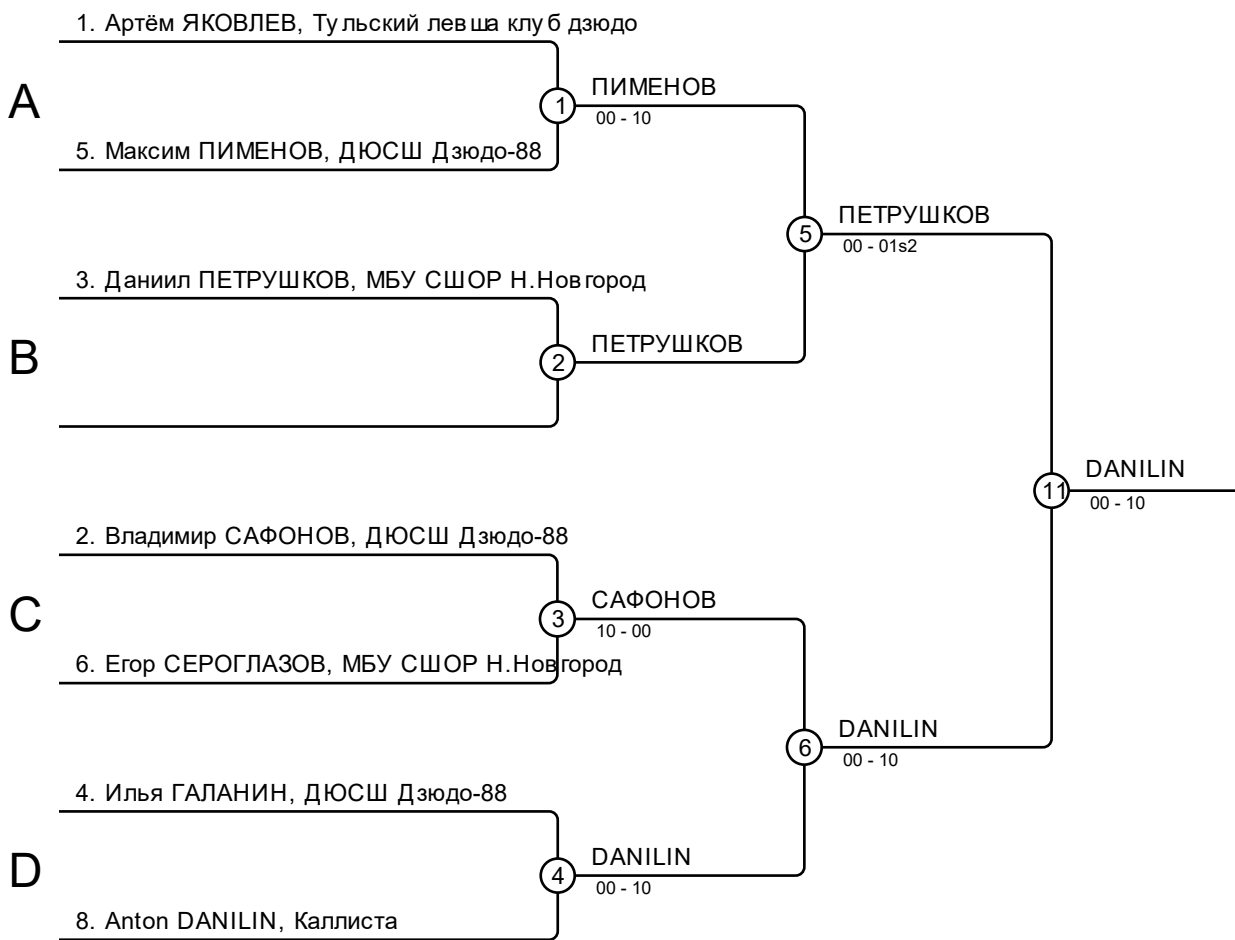 1. Артём ЯКОВЛЕВ, Тульский левша клуб дзюдо
A
1
ПИМЕНОВ
00 - 10
5. Максим ПИМЕНОВ, ДЮСШ Дзюдо-88
5
ПЕТРУШКОВ
00 - 01s2
3. Даниил ПЕТРУШКОВ, МБУ СШОР Н.Новгород
B
2
ПЕТРУШКОВ
11
DANILIN
00 - 10
2. Владимир САФОНОВ, ДЮСШ Дзюдо-88
C
3
САФОНОВ
10 - 00
6. Егор СЕРОГЛАЗОВ, МБУ СШОР Н.Новгород
6
DANILIN
00 - 10
4. Илья ГАЛАНИН, ДЮСШ Дзюдо-88
D
4
DANILIN
00 - 10
8. Anton DANILIN, Каллиста